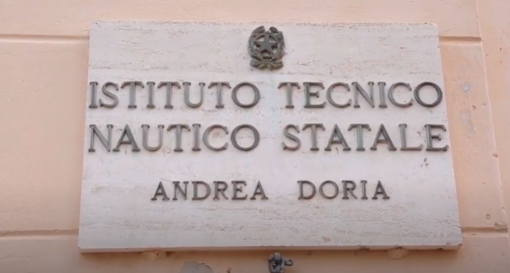 ISTITUTO TECNICO
NAUTICO STATALE
ANDREA DORIA